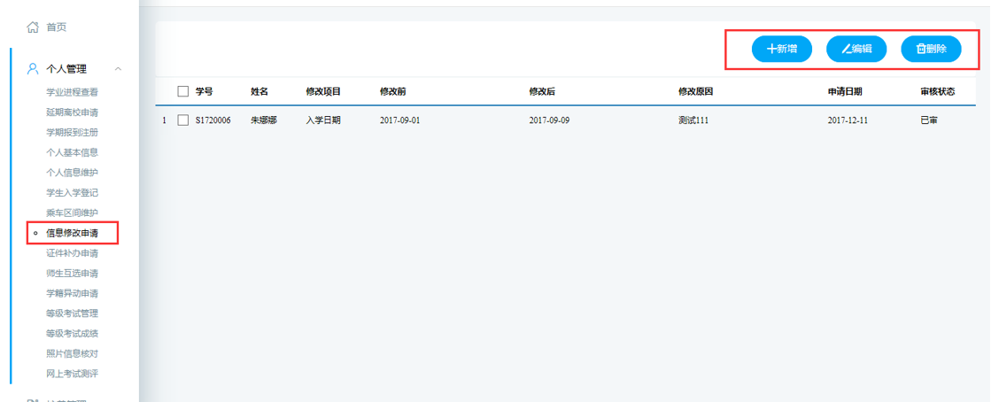 首页
个人管理
学业进程查看
延期离校申请
学期报到注册
个人基本信息
个人信息维护
学生入学登记
乘车区间维护
信息修改申请
证件补办申请
师生互选申请
学籍异动申请
等级考试管理
等级考试成绩
照片信息核对
网上考试测评
新增 编辑 删除
学号 姓名 修改项目 修改前 修改后 修改原因 申请日期 审核状态
1 S1720006 朱娜娜 入学日期 2017-09-01 2017-09-09 测试111 2017-12-11 已审